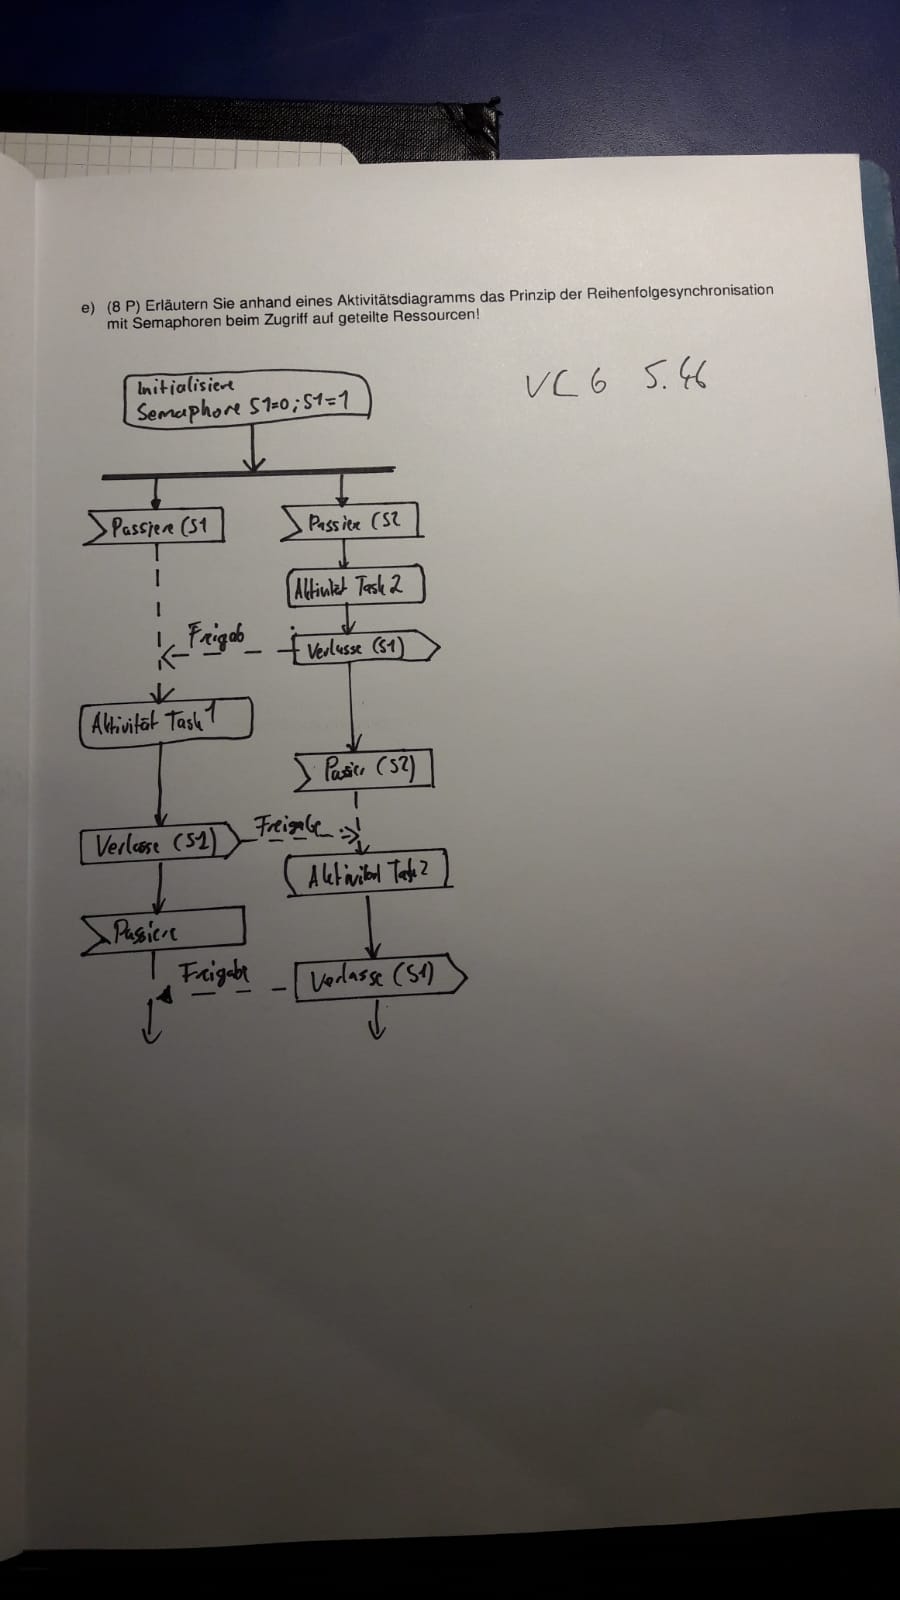 e) (8 P) Erläutern Sie anhand eines Aktivitätsdiagramms das Prinzip der Reihenfolgesynchronisation
mit Semaphoren beim Zugriff auf geteilte Ressourcen!
VC 6 S.46
Initialisiere
Semaphore S1=0; S1=1
Passiere (S1
Passiere (S2
Aktivität Task 2
Freigab
Verlasse (S1)
Aktivität Task 1
Passier (S2)
Freigabe
Verlasse (S2)
Aktivität Task 2
Passiere
Freigabe
Verlasse (S1)